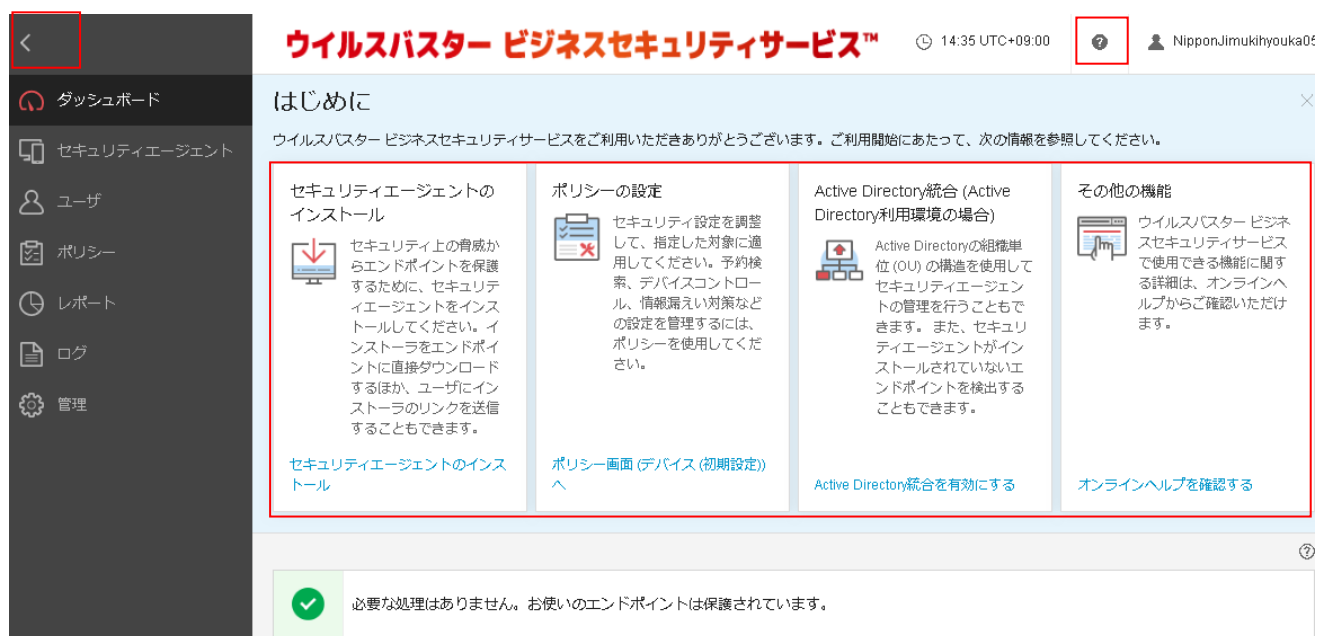 ウイルスバスター ビジネスセキュリティサービス™
14:35 UTC+09:00
NipponJimukihyouka05
ダッシュボード
セキュリティエージェント
ユーザ
ポリシー
レポート
ログ
管理
はじめに
ウイルスバスター ビジネスセキュリティサービスをご利用いただきありがとうございます。ご利用開始にあたって、次の情報を参照してください。
セキュリティエージェントの
インストール
セキュリティ上の脅威か
らエンドポイントを保護
するために、セキュリテ
ィエージェントをインス
トールしてください。イ
ンストーラをエンドポイ
ントに直接ダウンロード
するほか、ユーザにイン
ストーラのリンクを送信
することもできます。
セキュリティエージェントのインス
トール
ポリシーの設定
セキュリティ設定を調整
して、指定した対象に適
用してください。予約検
索、デバイスコントロー
ル、情報漏えい対策など
の設定を管理するには、
ポリシーを使用してくだ
さい。
ポリシー画面 (デバイス (初期設定))
へ
Active Directory統合 (Active
Directory利用環境の場合)
Active Directoryの組織単
位 (OU) の構造を使用して
セキュリティエージェン
トの管理を行うこともで
きます。また、セキュリ
ティエージェントがイン
ストールされていないエ
ンドポイントを検出する
こともできます。
Active Directory統合を有効にする
その他の機能
ウイルスバスター ビジネ
スセキュリティサービス
で使用できる機能に関す
る詳細は、オンラインヘ
ルプからご確認いただけ
ます。
オンラインヘルプを確認する
必要な処理はありません。お使いのエンドポイントは保護されています。